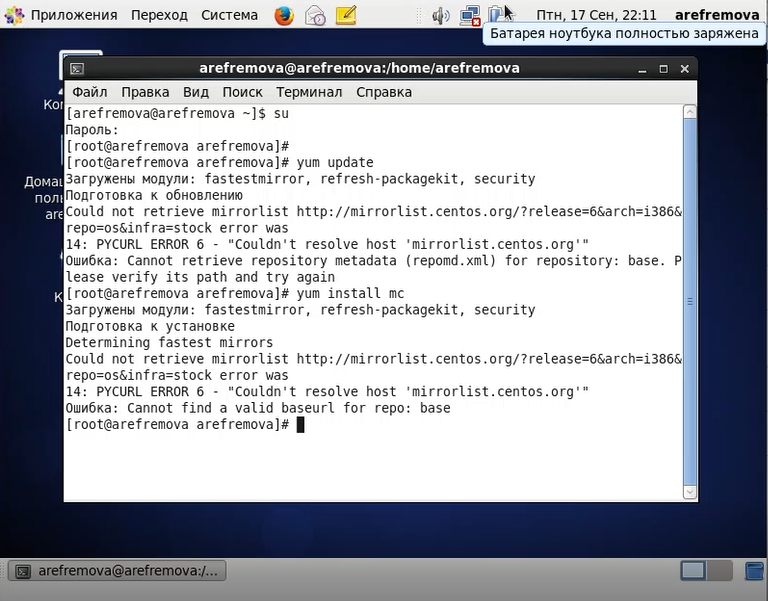 Приложения Переход Система
Птн, 17 Сен, 22:11 arefremova
Батарея ноутбука полностью заряжена
arefremova@arefremova:/home/arefremova
Файл Правка Вид Поиск Терминал Справка
[arefremova@arefremova ~]$ su
Пароль:
[root@arefremova arefremova]#
[root@arefremova arefremova]# yum update
Загружены модули: fastestmirror, refresh-packagekit, security
Подготовка к обновлению
Could not retrieve mirrorlist http://mirrorlist.centos.org/?release=6&arch=i386&
repo=os&infra=stock error was
14: PYCURL ERROR 6 - "Couldn't resolve host 'mirrorlist.centos.org'"
Ошибка: Cannot retrieve repository metadata (repomd.xml) for repository: base. P
lease verify its path and try again
[root@arefremova arefremova]# yum install mc
Загружены модули: fastestmirror, refresh-packagekit, security
Подготовка к установке
Determining fastest mirrors
Could not retrieve mirrorlist http://mirrorlist.centos.org/?release=6&arch=i386&
repo=os&infra=stock error was
14: PYCURL ERROR 6 - "Couldn't resolve host 'mirrorlist.centos.org'"
Ошибка: Cannot find a valid baseurl for repo: base
[root@arefremova arefremova]#
arefremova@arefremova:/...